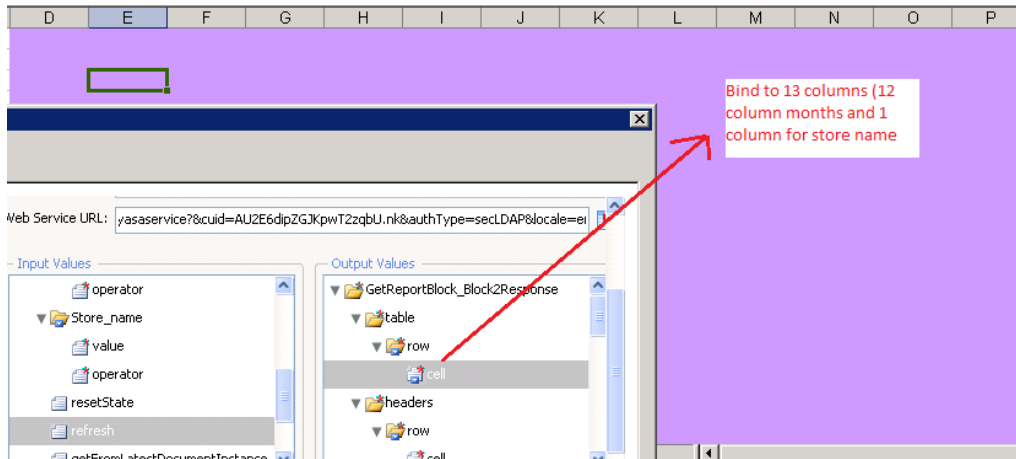 D E F G H I J K L M N O P
Bind to 13 columns (12
column months and 1
column for store name
Web Service URL: yasaservice?&cuid=AU2E6dipZGJKpwT2zqbU.nk&authType=secLDAP&locale=en
Input Values
operator
Store_name
value
operator
resetState
refresh
getFromLatestDocumentInstance
Output Values
GetReportBlock_Block2Response
table
row
cell
headers
row
cell